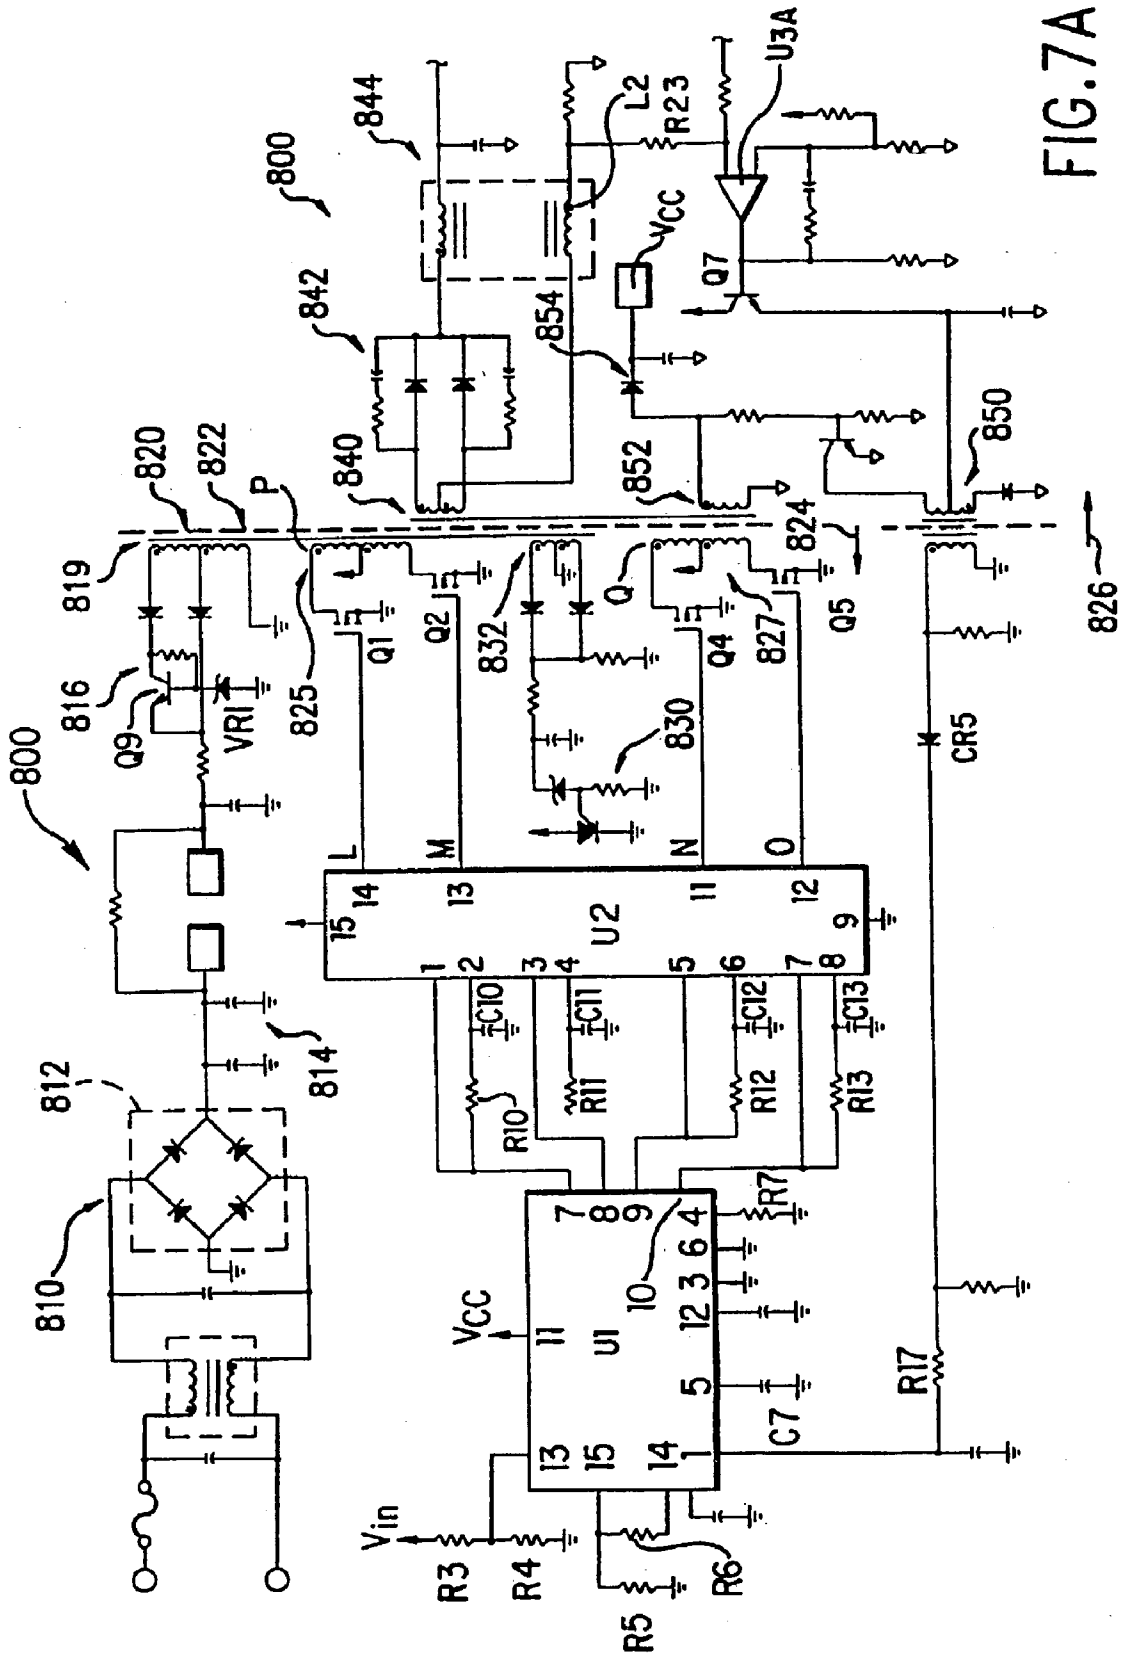 800
810
812
814
816
Q9
VR1
819
820
822
P
825
Q1
Q2
L
M
15
14
13
U2
11
12
9
1
2
3
4
5
6
7
8
C10
C11
C12
C13
R10
R11
R12
R13
832
830
N
O
Q
Q4
827
824
Q5
826
840
842
844
800
L2
R23
U3A
VCC
854
Q7
852
850
VCC
11
U1
13
15
14
1
5
12
3
6
4
7
8
9
10
R7
C7
Vin
R3
R4
R5
R6
R17
CR5
FIG.7A